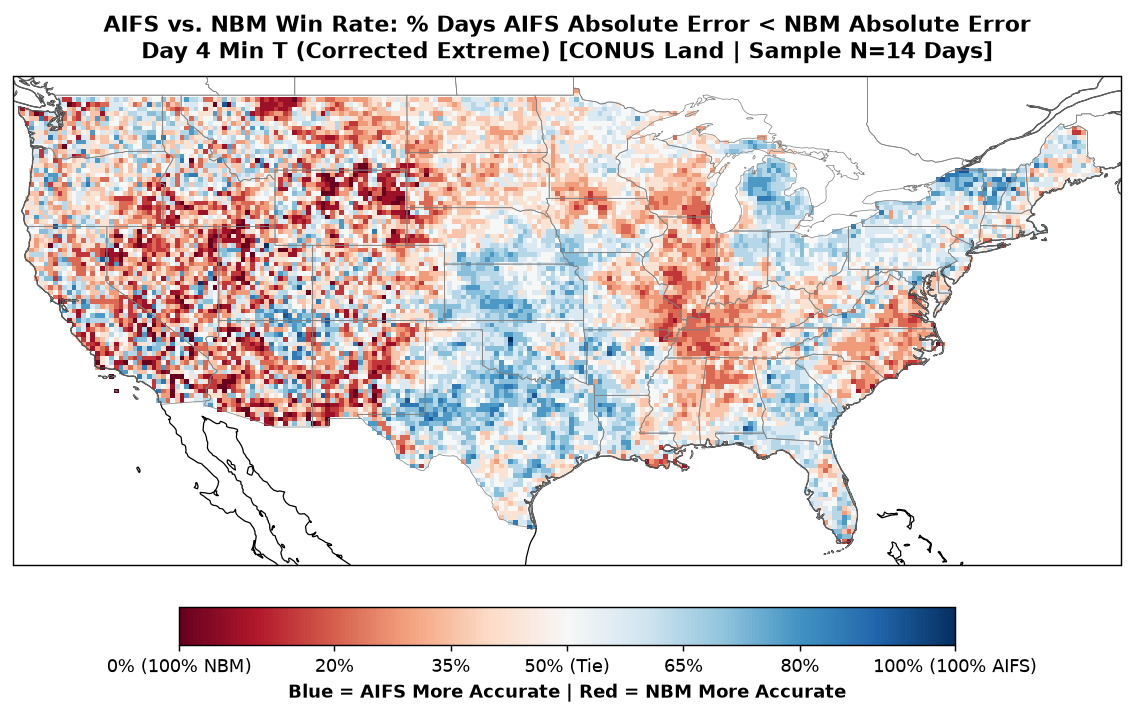 AIFS vs. NBM Win Rate: % Days AIFS Absolute Error < NBM Absolute Error
Day 4 Min T (Corrected Extreme) [CONUS Land | Sample N=14 Days]
0% (100% NBM) 20% 35% 50% (Tie) 65% 80% 100% (100% AIFS)
Blue = AIFS More Accurate | Red = NBM More Accurate